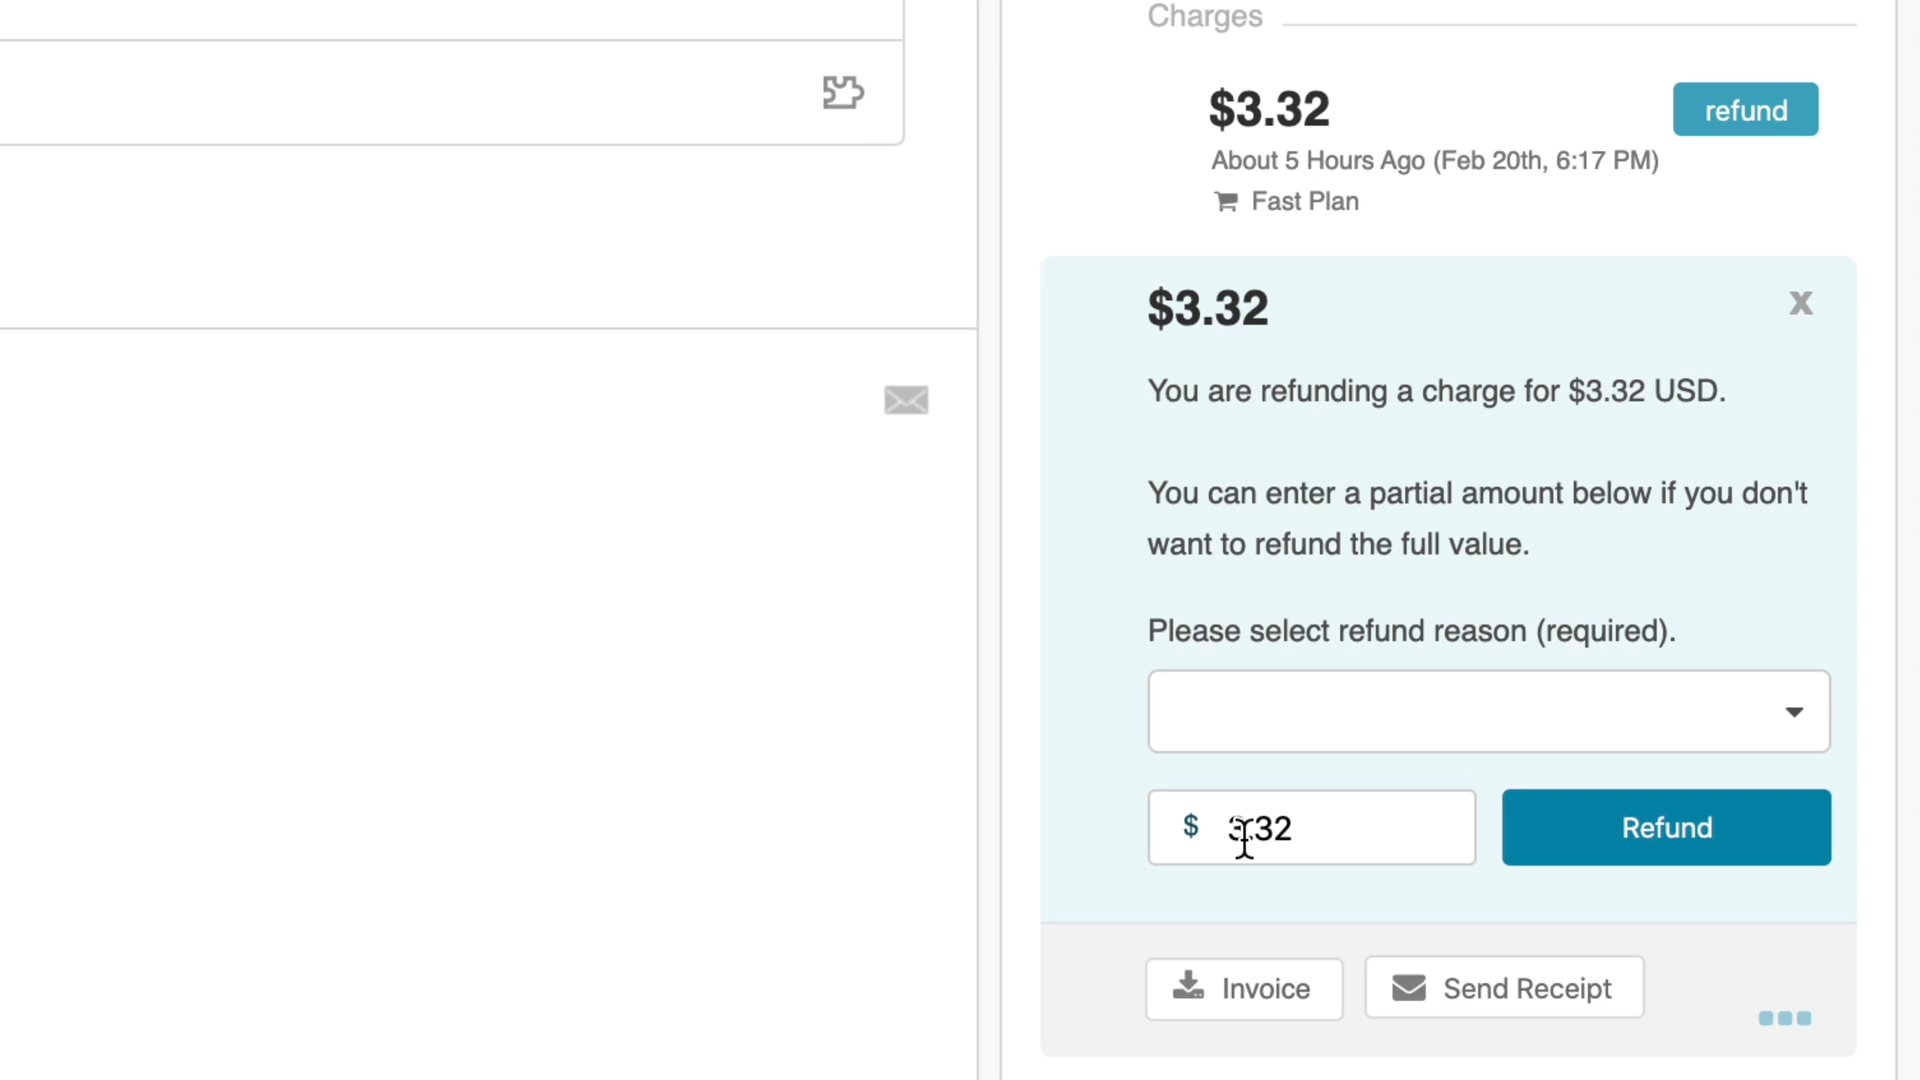 Charges
$3.32
refund
About 5 Hours Ago (Feb 20th, 6:17 PM)
Fast Plan
$3.32
X
You are refunding a charge for $3.32 USD.
You can enter a partial amount below if you don't
want to refund the full value.
Please select refund reason (required).
$ 3.32
Refund
Invoice
Send Receipt